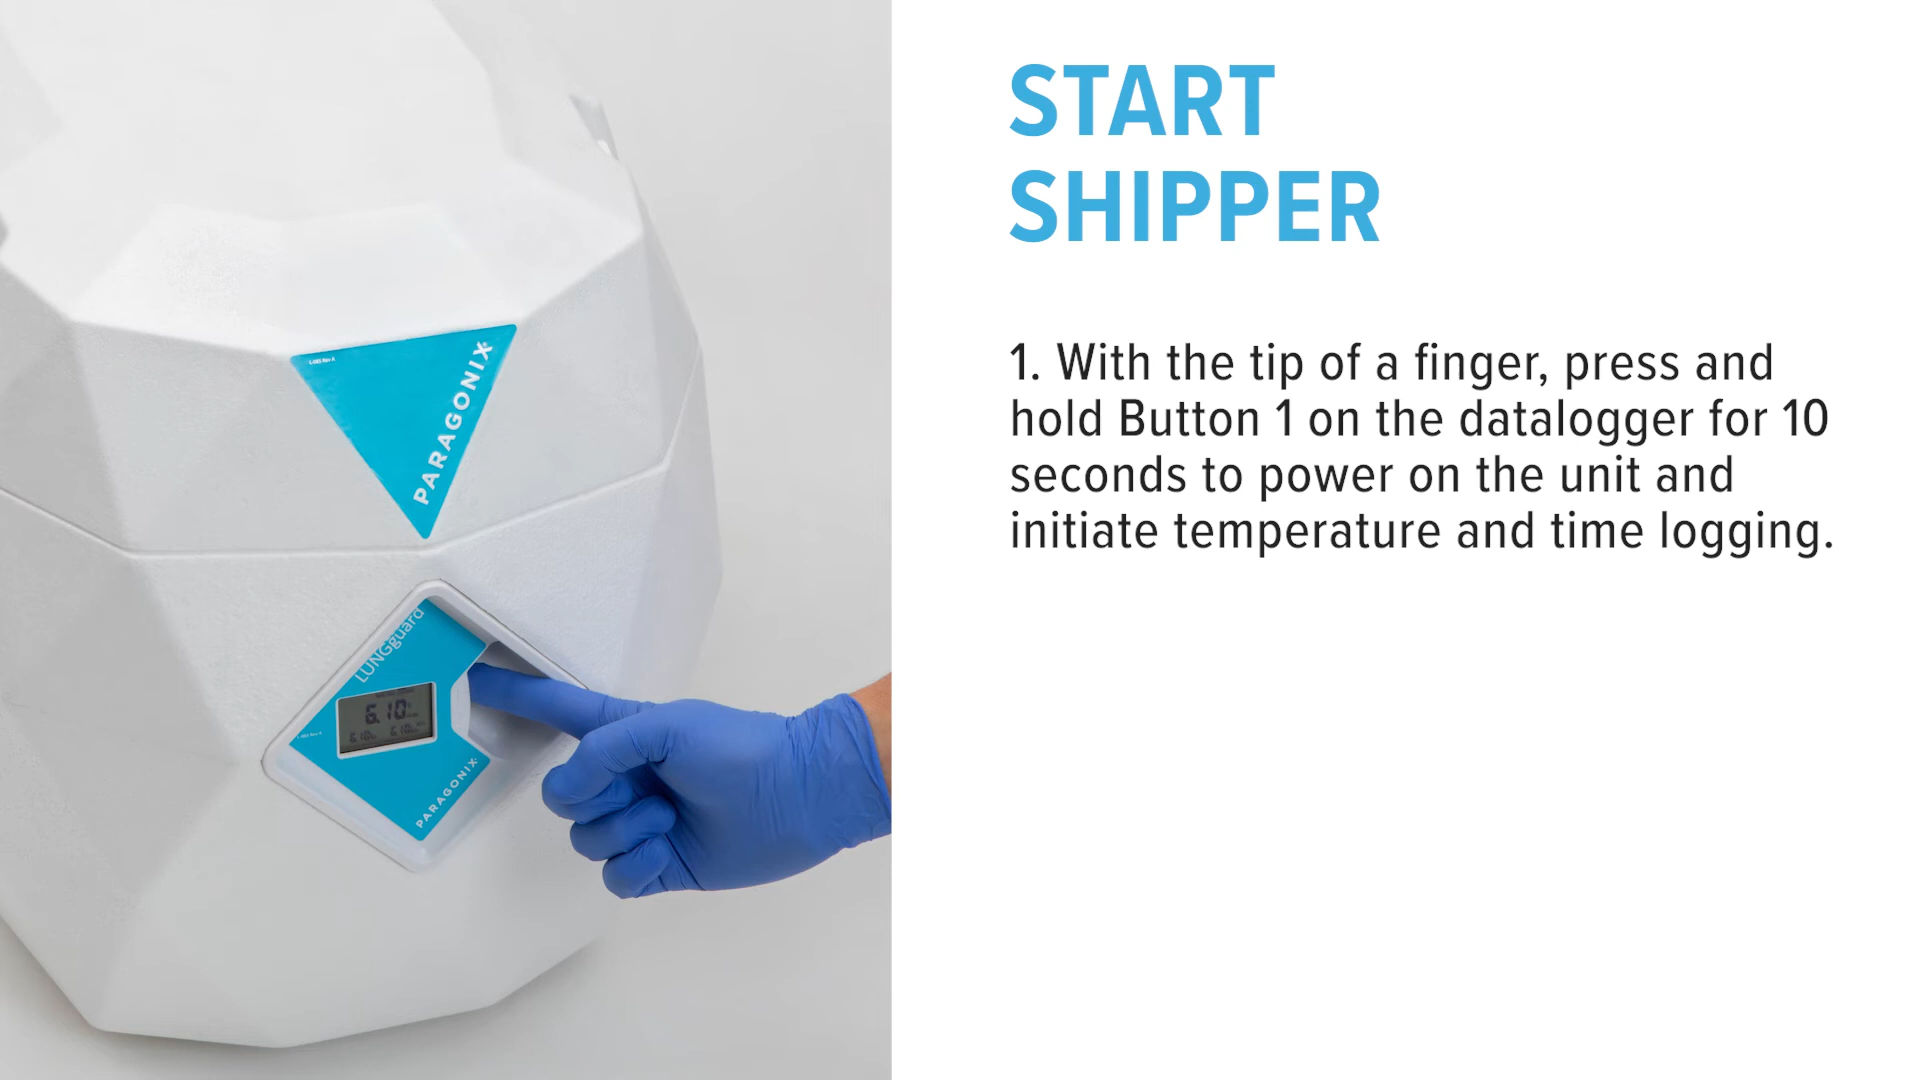 START
SHIPPER
1. With the tip of a finger, press and
hold Button 1 on the datalogger for 10
seconds to power on the unit and
initiate temperature and time logging.
PARAGONIX
LUNGguard
6.10
PARAGONIX